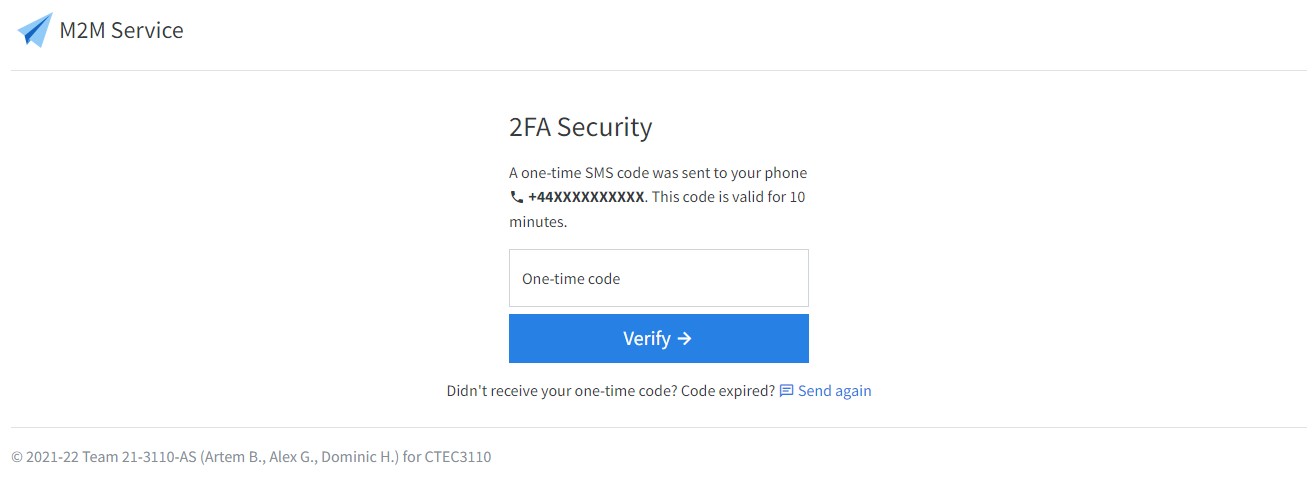 M2M Service
2FA Security
A one-time SMS code was sent to your phone
+44XXXXXXXXXX. This code is valid for 10
minutes.
One-time code
Verify →
Didn't receive your one-time code? Code expired? Send again
© 2021-22 Team 21-3110-AS (Artem B., Alex G., Dominic H.) for CTEC3110